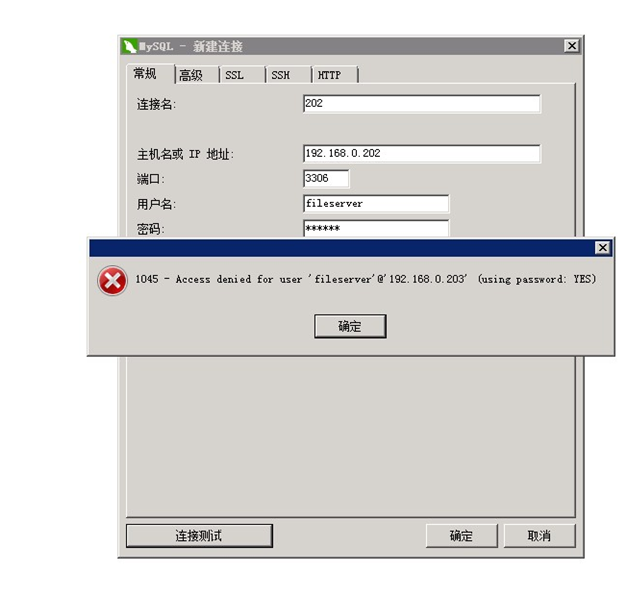 MySQL - 新建连接
常规 高级 SSL SSH HTTP
连接名: 202
主机名或 IP 地址: 192.168.0.202
端口: 3306
用户名: fileserver
密码: ******
1045 - Access denied for user 'fileserver'@'192.168.0.203' (using password: YES)
确定
连接测试 确定 取消